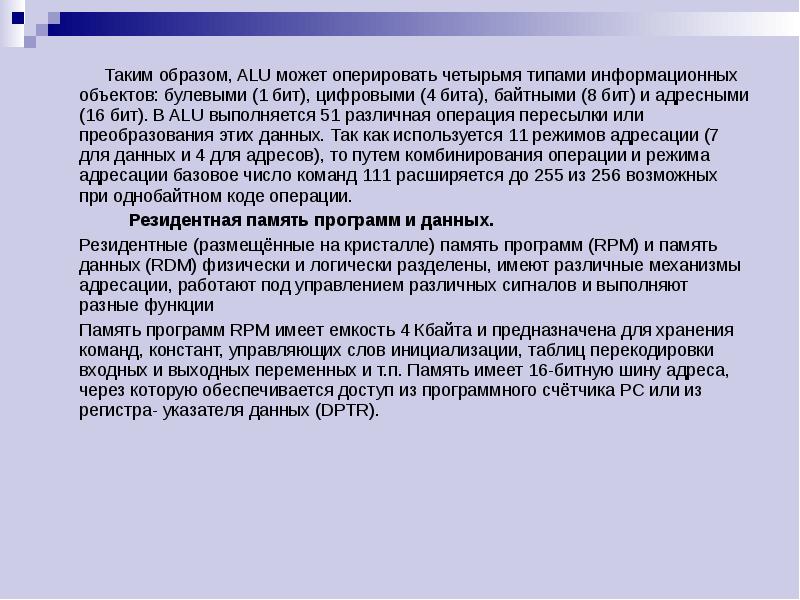 Таким образом, ALU может оперировать четырьмя типами информационных
объектов: булевыми (1 бит), цифровыми (4 бита), байтными (8 бит) и адресными
(16 бит). В ALU выполняется 51 различная операция пересылки или
преобразования этих данных. Так как используется 11 режимов адресации (7
для данных и 4 для адресов), то путем комбинирования операции и режима
адресации базовое число команд 111 расширяется до 255 из 256 возможных
при однобайтном коде операции.
Резидентная память программ и данных.
Резидентные (размещённые на кристалле) память программ (RPM) и память
данных (RDM) физически и логически разделены, имеют различные механизмы
адресации, работают под управлением различных сигналов и выполняют
разные функции
Память программ RPM имеет емкость 4 Кбайта и предназначена для хранения
команд, констант, управляющих слов инициализации, таблиц перекодировки
входных и выходных переменных и т.п. Память имеет 16-битную шину адреса,
через которую обеспечивается доступ из программного счётчика PC или из
регистра- указателя данных (DPTR).